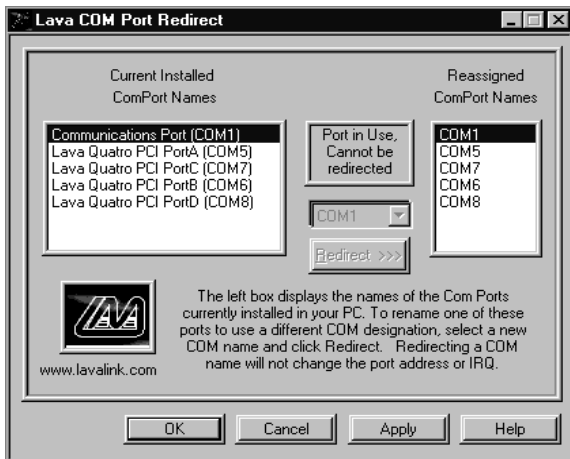 Lava COM Port Redirect
Current Installed
ComPort Names
Reassigned
ComPort Names
Communications Port (COM1)
Lava Quatro PCI PortA (COM5)
Lava Quatro PCI PortC (COM7)
Lava Quatro PCI PortB (COM6)
Lava Quatro PCI PortD (COM8)
Port in Use,
Cannot be
redirected
COM1
Redirect >>>
COM1
COM5
COM7
COM6
COM8
LAVA
www.lavalink.com
The left box displays the names of the Com Ports
currently installed in your PC. To rename one of these
ports to use a different COM designation, select a new
COM name and click Redirect. Redirecting a COM
name will not change the port address or IRQ.
OK
Cancel
Apply
Help